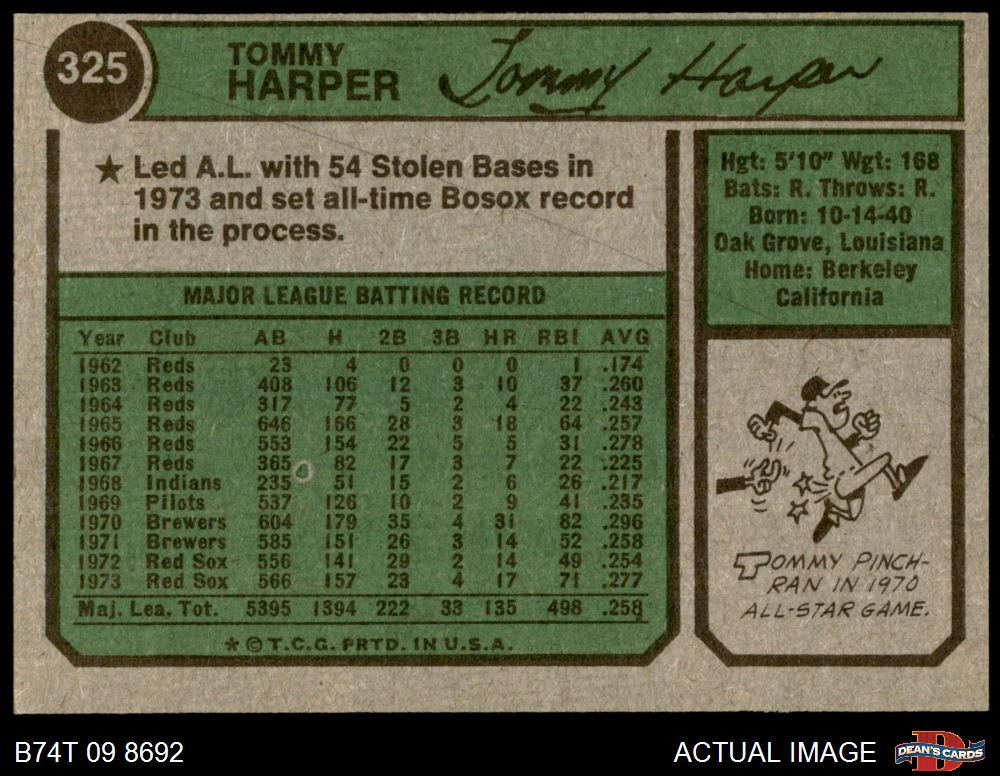 325
TOMMY
HARPER
Tommy Harper
★ Led A.L. with 54 Stolen Bases in
1973 and set all-time Bosox record
in the process.
MAJOR LEAGUE BATTING RECORD
Year Club AB H 2B 3B HR RBI AVG
1962 Reds 23 4 0 0 0 1 .174
1963 Reds 408 106 12 3 10 37 .260
1964 Reds 317 77 5 2 4 22 .243
1965 Reds 646 166 28 3 18 64 .257
1966 Reds 553 154 22 5 5 31 .278
1967 Reds 365 82 17 3 7 22 .225
1968 Indians 235 51 15 2 6 26 .217
1969 Pilots 537 126 10 2 9 41 .235
1970 Brewers 604 179 35 4 31 82 .296
1971 Brewers 585 151 26 3 14 52 .258
1972 Red Sox 556 141 29 2 14 49 .254
1973 Red Sox 566 157 23 4 17 71 .277
Maj. Lea. Tot. 5395 1394 222 33 135 498 .258
* © T.C.G. PRTD. IN U.S.A.
Hgt: 5'10" Wgt: 168
Bats: R. Throws: R.
Born: 10-14-40
Oak Grove, Louisiana
Home: Berkeley
California
TOMMY PINCH-
RAN IN 1970
ALL-STAR GAME.
B74T 09 8692
ACTUAL IMAGE
DEAN'S CARDS